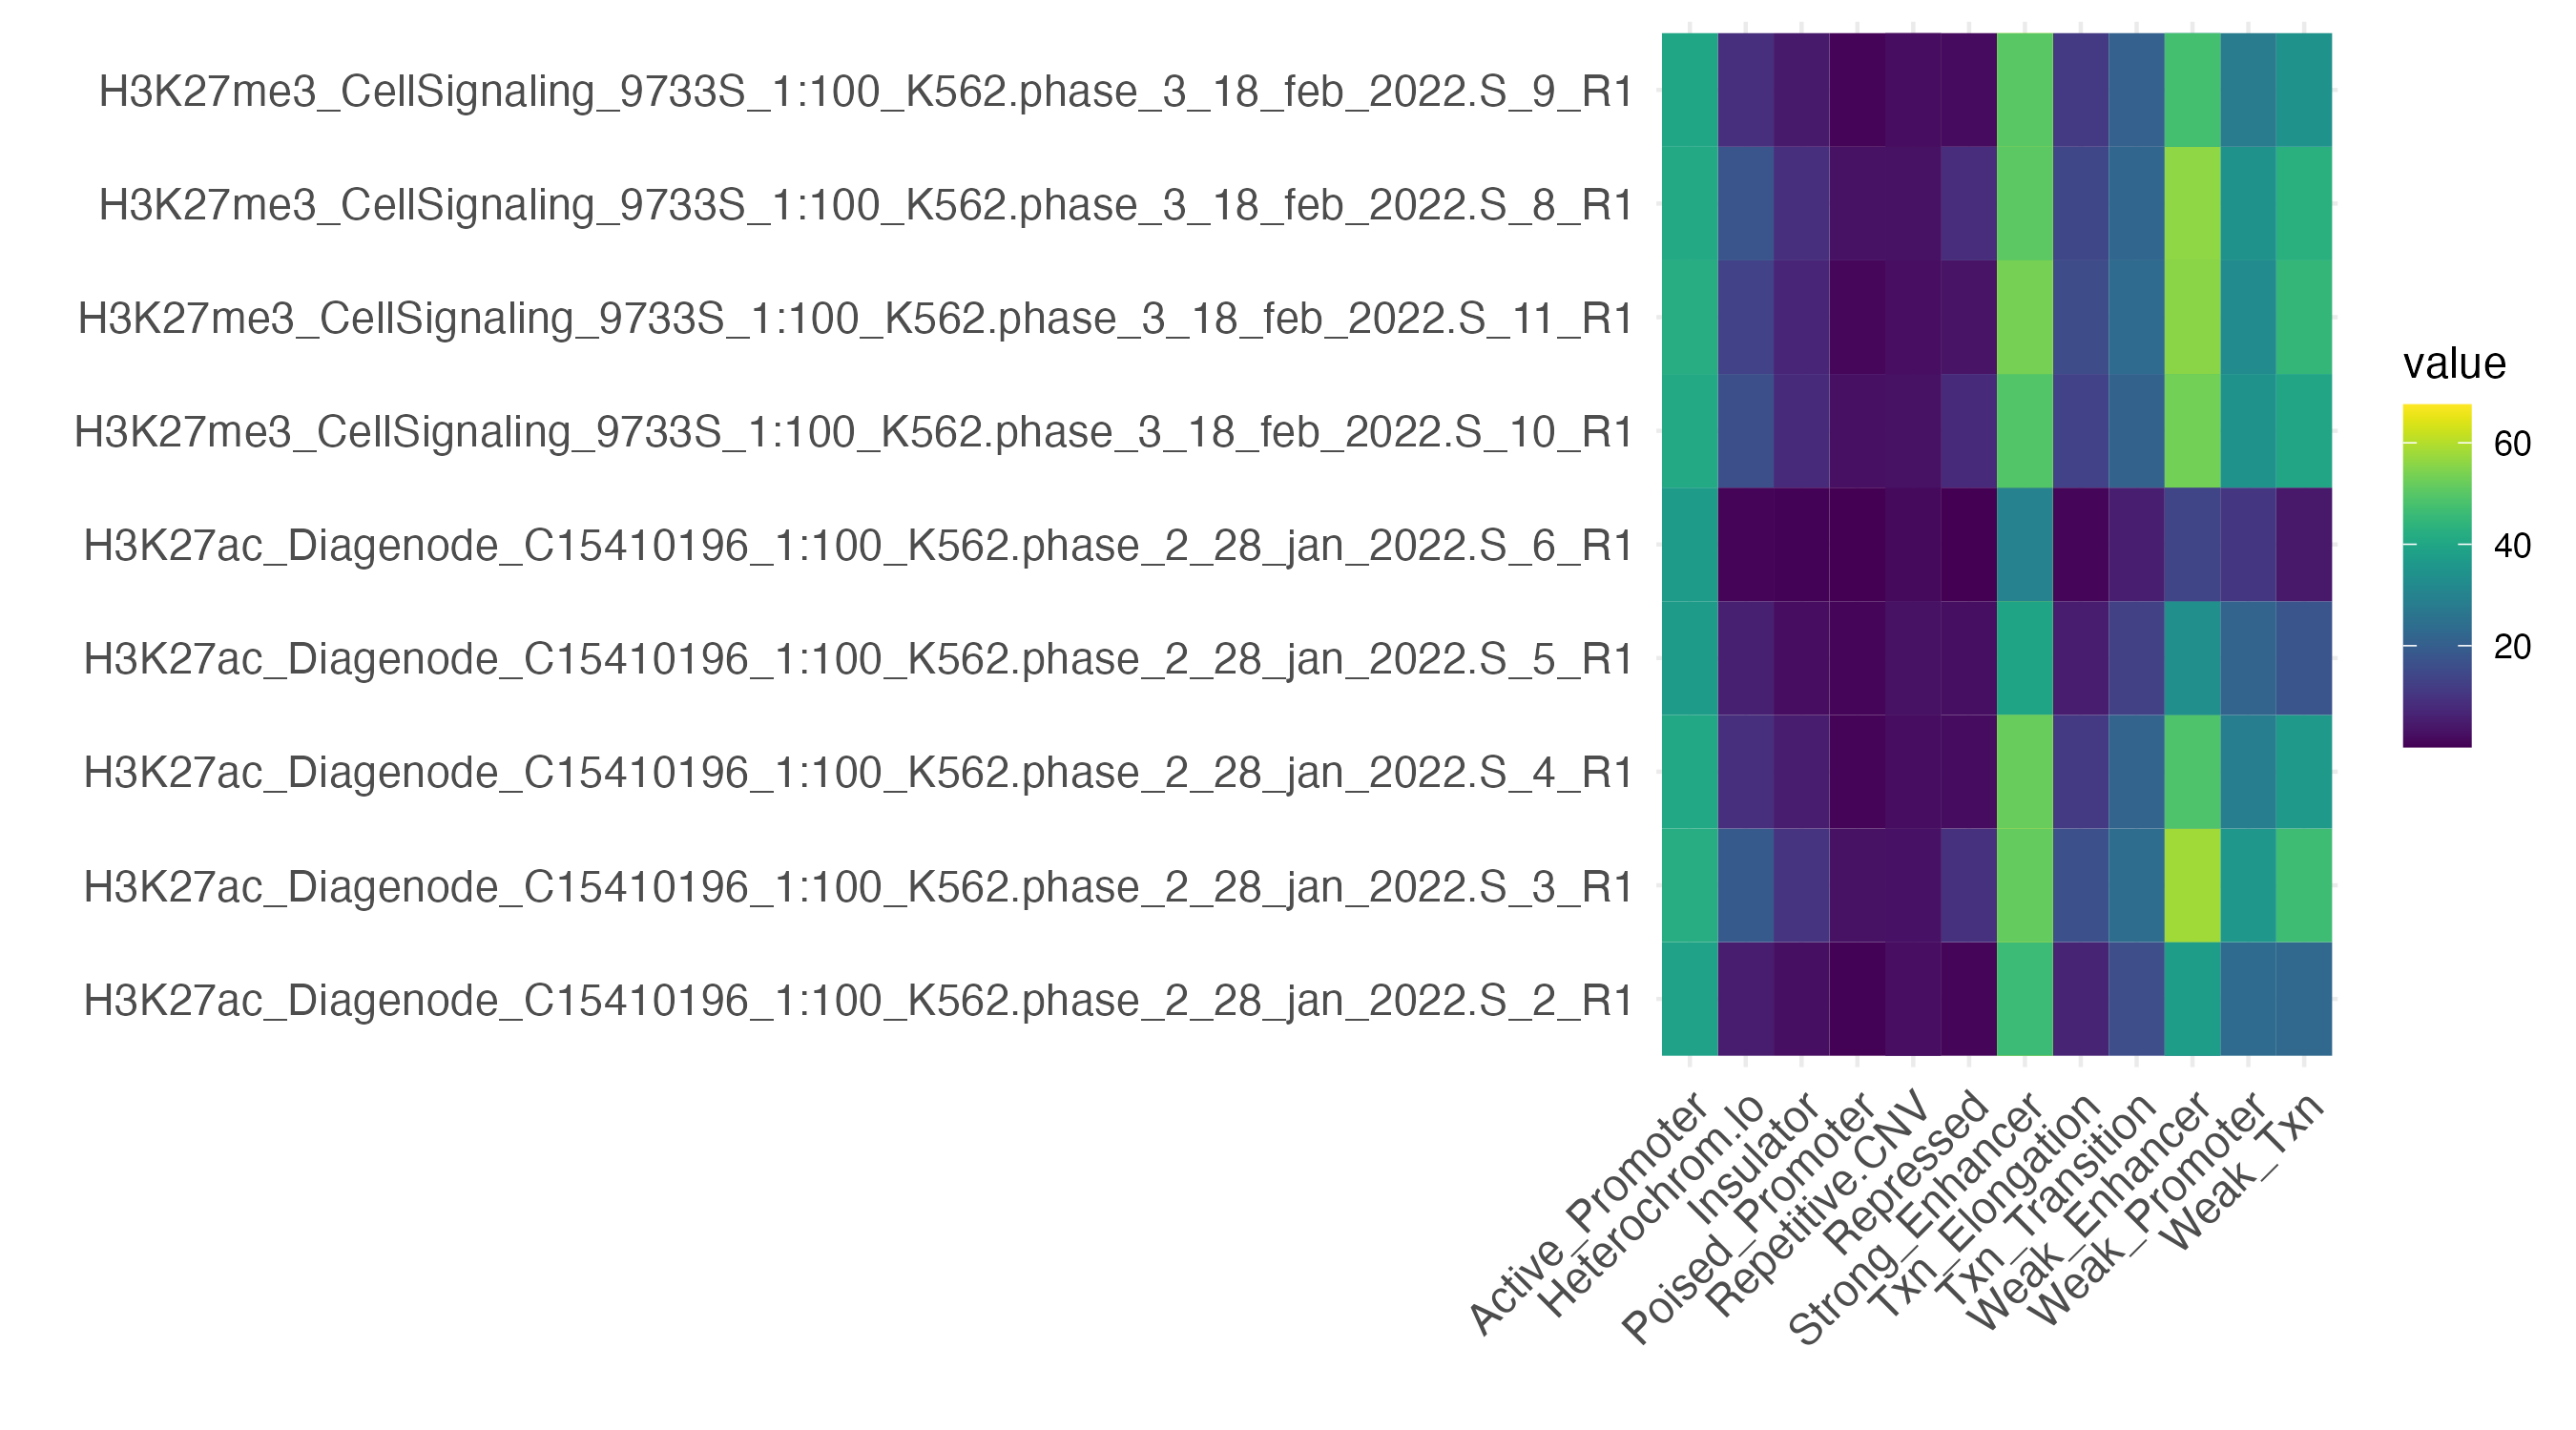 H3K27me3_CellSignaling_9733S_1:100_K562.phase_3_18_feb_2022.S_9_R1
H3K27me3_CellSignaling_9733S_1:100_K562.phase_3_18_feb_2022.S_8_R1
H3K27me3_CellSignaling_9733S_1:100_K562.phase_3_18_feb_2022.S_11_R1
H3K27me3_CellSignaling_9733S_1:100_K562.phase_3_18_feb_2022.S_10_R1
H3K27ac_Diagenode_C15410196_1:100_K562.phase_2_28_jan_2022.S_6_R1
H3K27ac_Diagenode_C15410196_1:100_K562.phase_2_28_jan_2022.S_5_R1
H3K27ac_Diagenode_C15410196_1:100_K562.phase_2_28_jan_2022.S_4_R1
H3K27ac_Diagenode_C15410196_1:100_K562.phase_2_28_jan_2022.S_3_R1
H3K27ac_Diagenode_C15410196_1:100_K562.phase_2_28_jan_2022.S_2_R1
Active_Promoter
Heterochrom.lo
Insulator
Poised_Promoter
Repetitive.CNV
Repressed
Strong_Enhancer
Txn_Elongation
Txn_Transition
Weak_Enhancer
Weak_Promoter
Weak_Txn
value
60
40
20